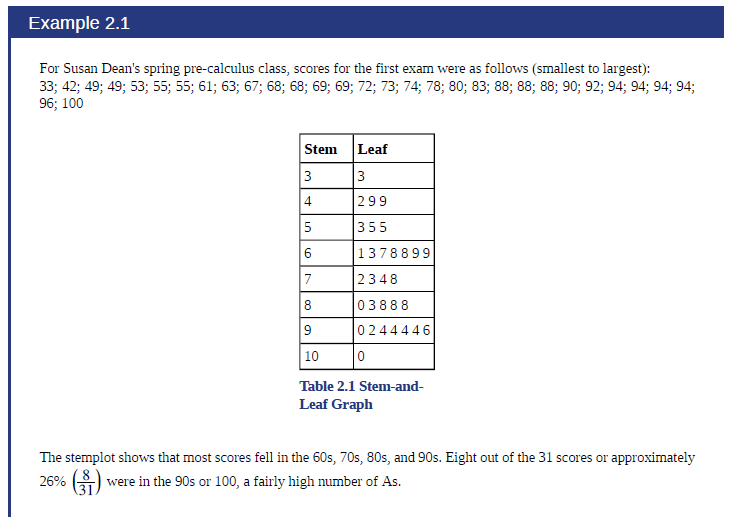 Example 2.1
For Susan Dean's spring pre-calculus class, scores for the first exam were as follows (smallest to largest):
33; 42; 49; 49; 53; 55; 55; 61; 63; 67; 68; 68; 69; 69; 72; 73; 74; 78; 80; 83; 88; 88; 88; 90; 92; 94; 94; 94; 94;
96; 100
Stem Leaf
3 3
4 2 9 9
5 3 5 5
6 1 3 7 8 8 9 9
7 2 3 4 8
8 0 3 8 8 8
9 0 2 4 4 4 4 6
10 0
Table 2.1 Stem-and-
Leaf Graph
The stemplot shows that most scores fell in the 60s, 70s, 80s, and 90s. Eight out of the 31 scores or approximately
26% (8/31) were in the 90s or 100, a fairly high number of As.